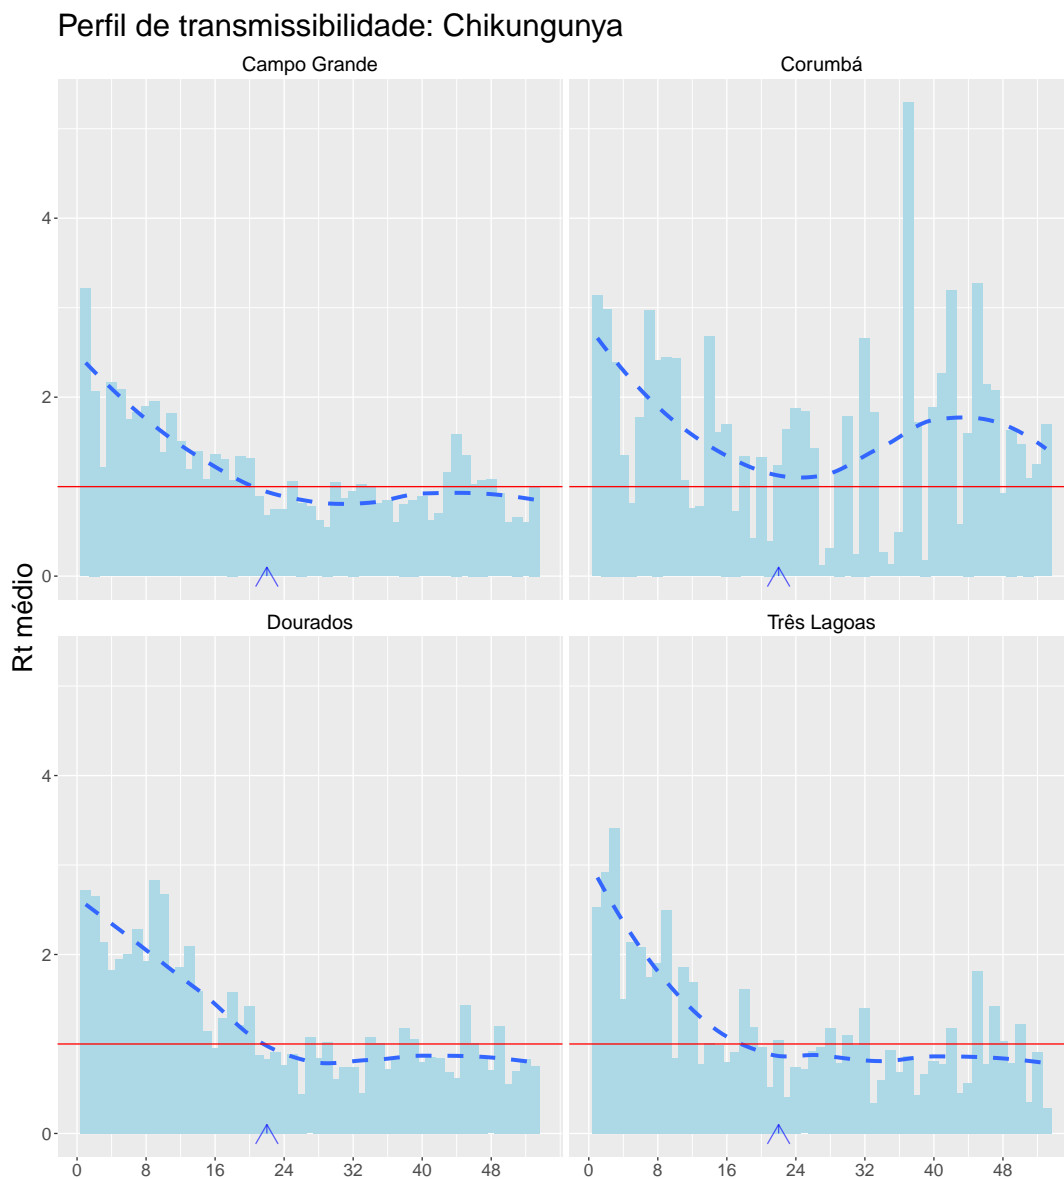 Perfil de transmissibilidade: Chikungunya
Campo Grande
Corumbá
4
2
0
Rt médio
Dourados
Três Lagoas
4
2
0
0 8 16 24 32 40 48 0 8 16 24 32 40 48